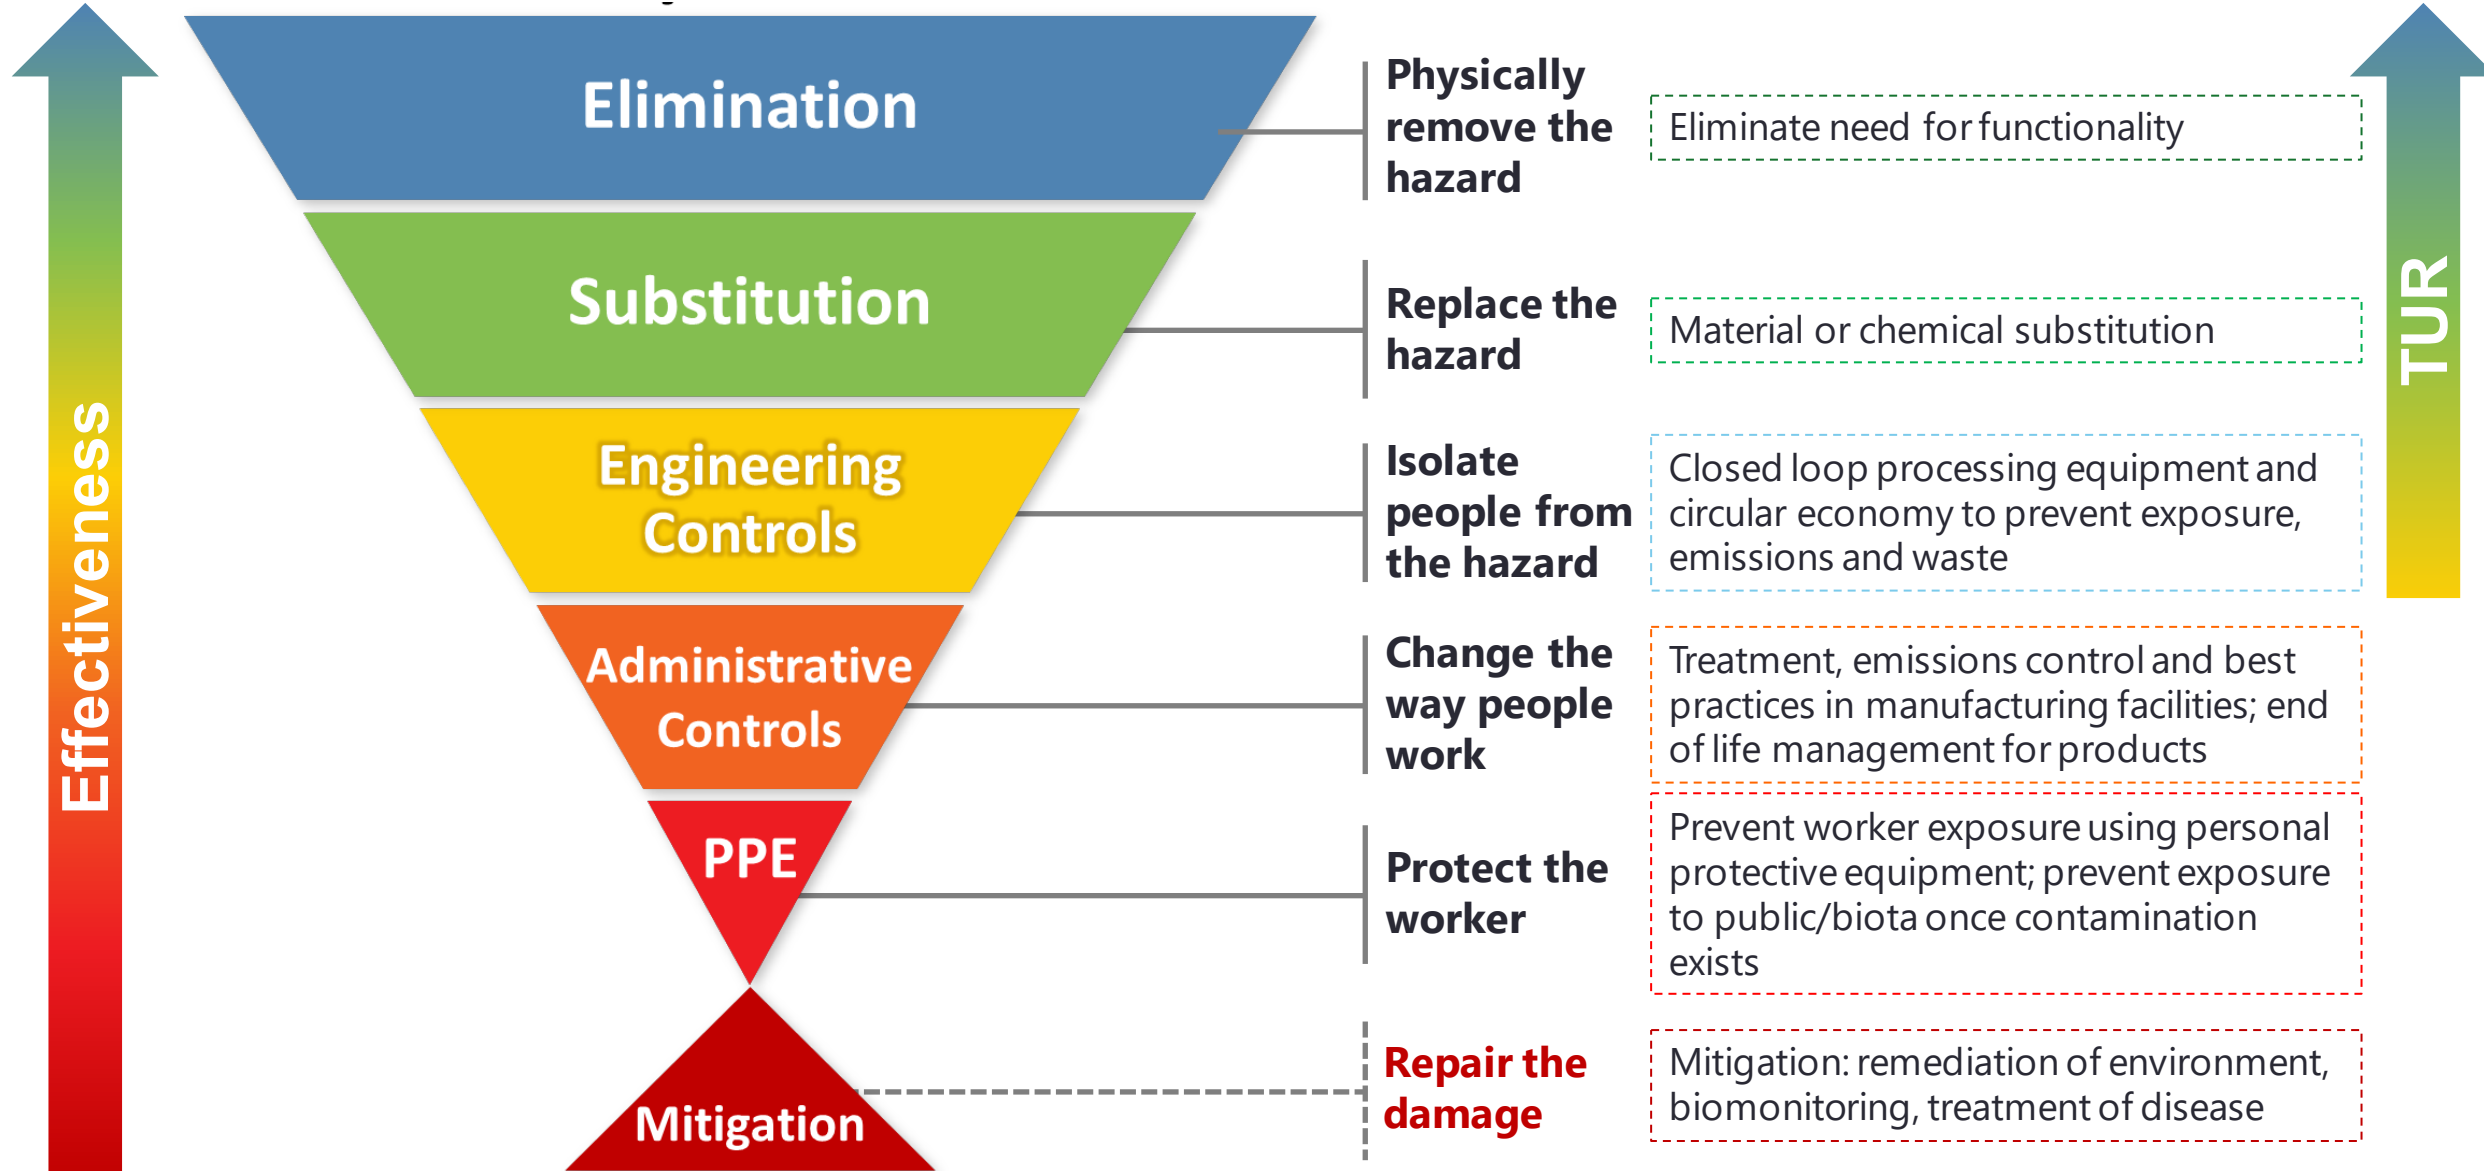 Effectiveness
Elimination
Physically
remove the
hazard
Eliminate need for functionality
Substitution
Replace the
hazard
Material or chemical substitution
TUR
Engineering
Controls
Isolate
people from
the hazard
Closed loop processing equipment and
circular economy to prevent exposure,
emissions and waste
Administrative
Controls
Change the
way people
work
Treatment, emissions control and best
practices in manufacturing facilities; end
of life management for products
PPE
Protect the
worker
Prevent worker exposure using personal
protective equipment; prevent exposure
to public/biota once contamination
exists
Mitigation
Repair the
damage
Mitigation: remediation of environment,
biomonitoring, treatment of disease